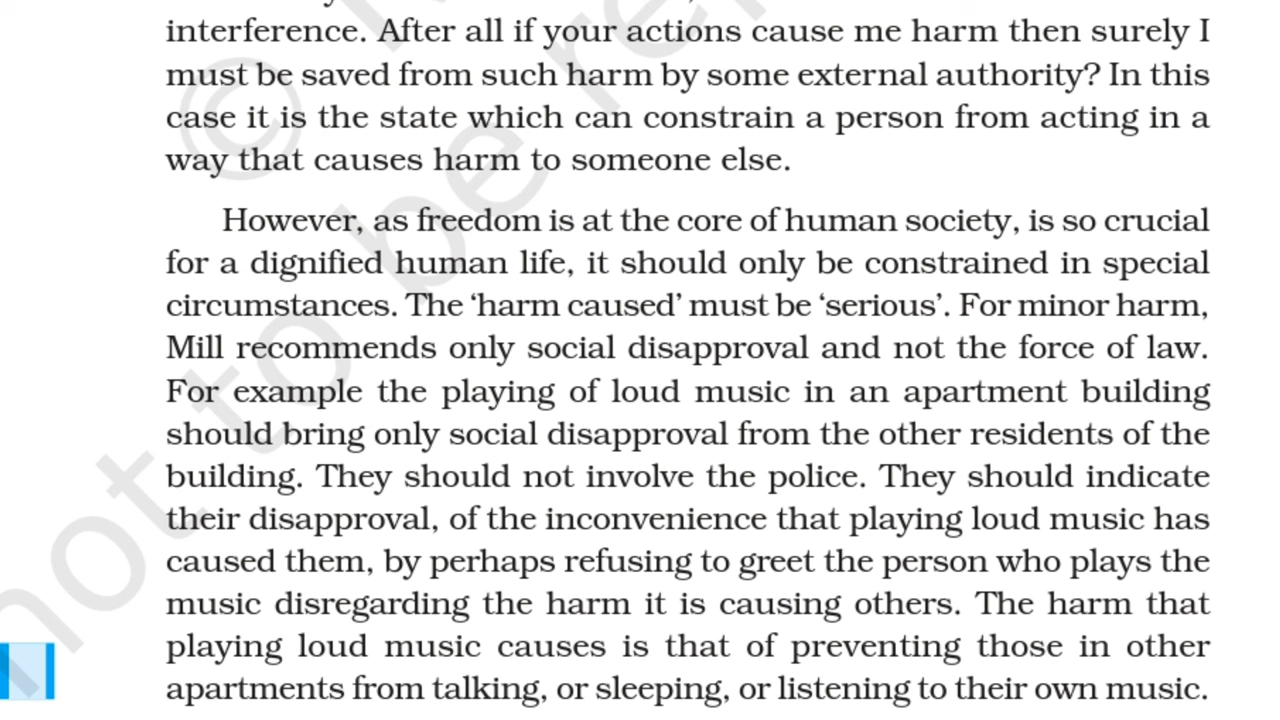 interference. After all if your actions cause me harm then surely I
must be saved from such harm by some external authority? In this
case it is the state which can constrain a person from acting in a
way that causes harm to someone else.
However, as freedom is at the core of human society, is so crucial
for a dignified human life, it should only be constrained in special
circumstances. The ‘harm caused’ must be ‘serious’. For minor harm,
Mill recommends only social disapproval and not the force of law.
For example the playing of loud music in an apartment building
should bring only social disapproval from the other residents of the
building. They should not involve the police. They should indicate
their disapproval, of the inconvenience that playing loud music has
caused them, by perhaps refusing to greet the person who plays the
music disregarding the harm it is causing others. The harm that
playing loud music causes is that of preventing those in other
apartments from talking, or sleeping, or listening to their own music.
©
not to be re